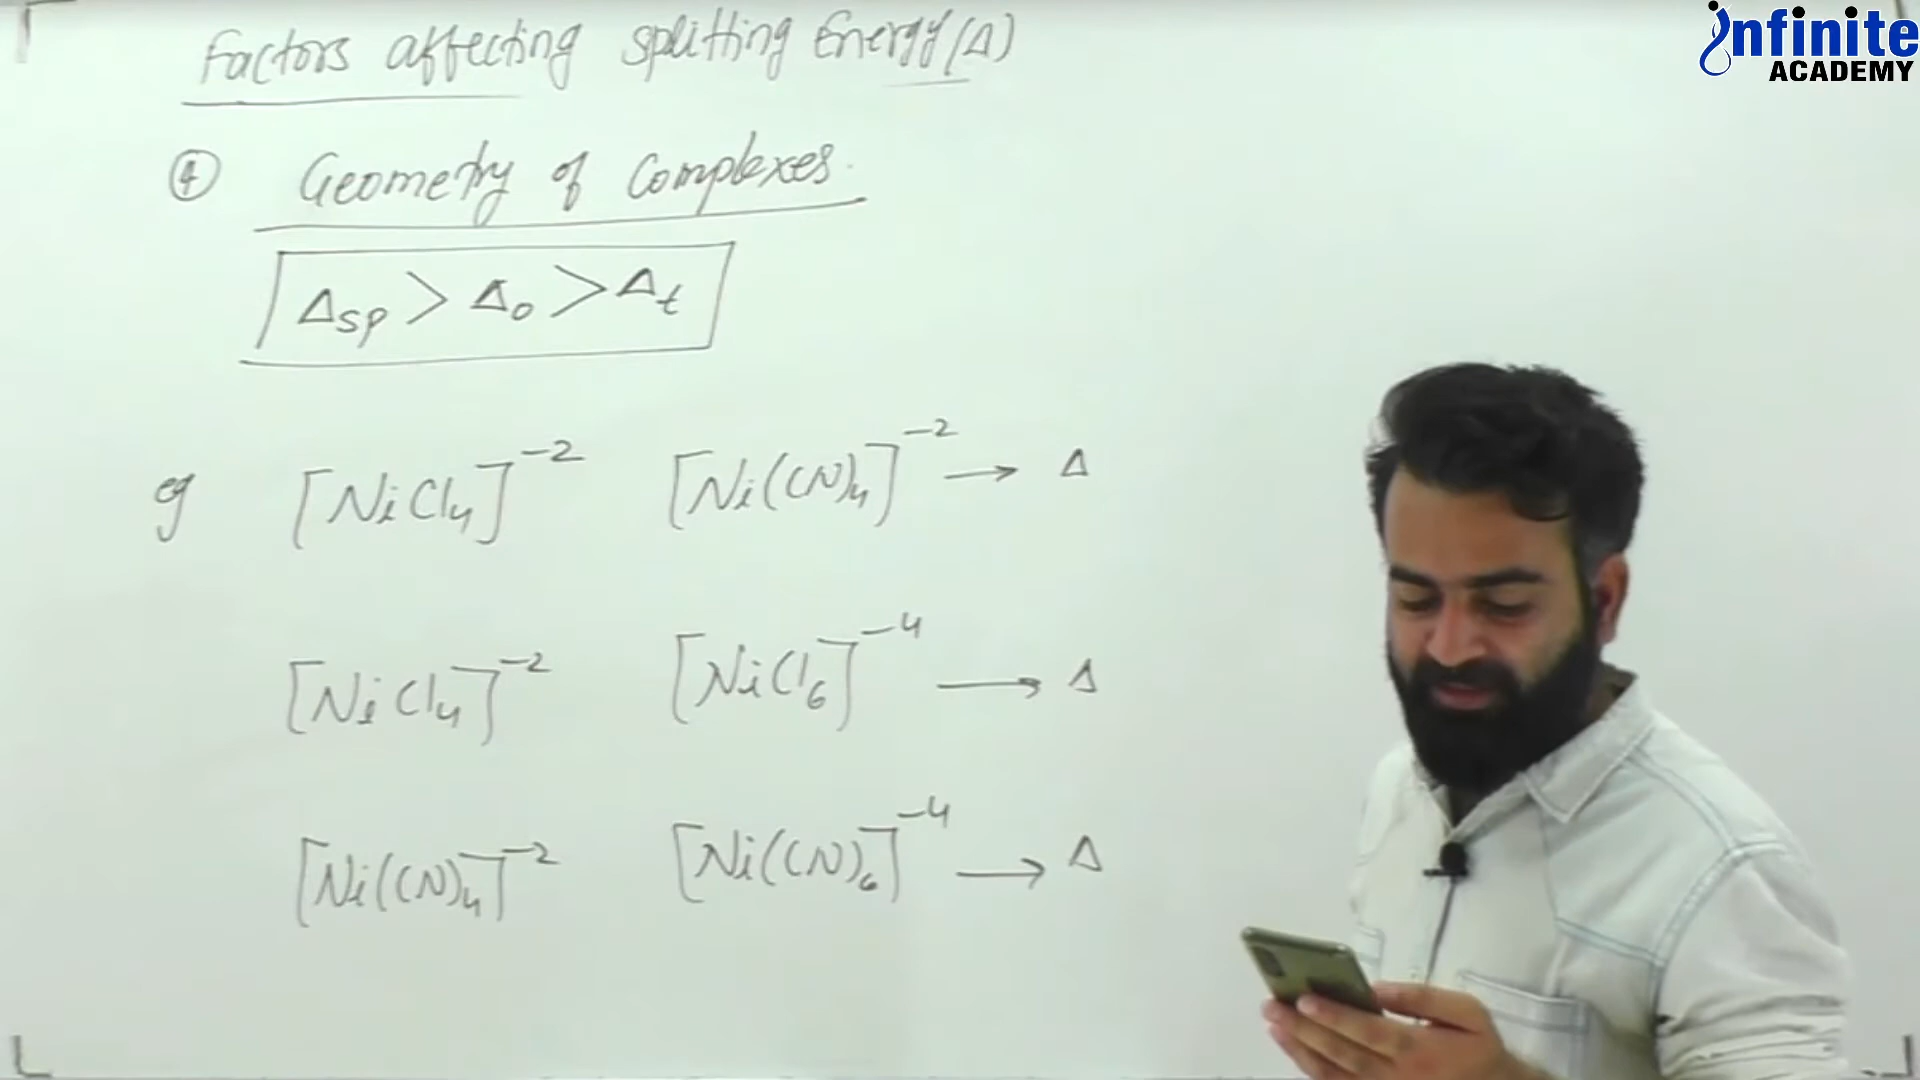 infinite
ACADEMY
Factors affecting splitting Energy (Δ)
④ Geometry of Complexes.
Δsp > Δo > Δt
eg [NiCl₄]⁻² [Ni(CN)₄]⁻² → Δ
[NiCl₄]⁻² [NiCl₆]⁻⁴ → Δ
[Ni(CN)₄]⁻² [Ni(CN)₆]⁻⁴ → Δ